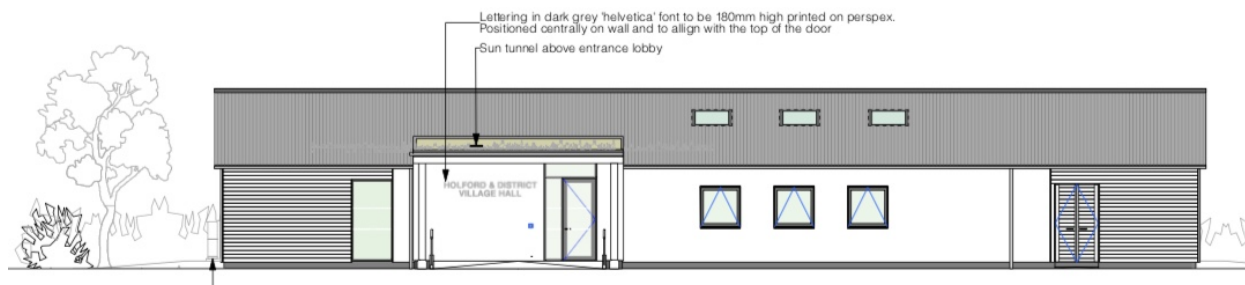 Lettering in dark grey 'helvetica' font to be 180mm high printed on perspex.
Positioned centrally on wall and to allign with the top of the door
Sun tunnel above entrance lobby
HOLFORD & DISTRICT
VILLAGE HALL